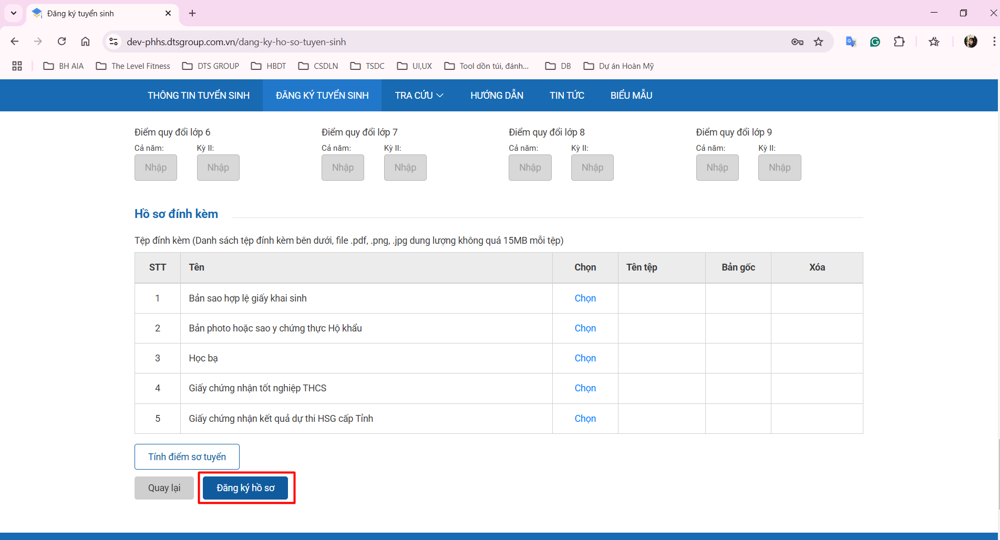 Đăng ký tuyển sinh
dev-phhs.dtsgroup.com.vn/dang-ky-ho-so-tuyen-sinh
BH AIA The Level Fitness DTS GROUP HBDT CSDLN TSDC UI,UX Tool dồn túi, đánh... DB Dự án Hoàn Mỹ
THÔNG TIN TUYỂN SINH ĐĂNG KÝ TUYỂN SINH TRA CỨU HƯỚNG DẪN TIN TỨC BIỂU MẪU
Điểm quy đổi lớp 6 Điểm quy đổi lớp 7 Điểm quy đổi lớp 8 Điểm quy đổi lớp 9
Cả năm: Kỳ II: Cả năm: Kỳ II: Cả năm: Kỳ II: Cả năm: Kỳ II:
Nhập Nhập Nhập Nhập Nhập Nhập Nhập Nhập
Hồ sơ đính kèm
Tệp đính kèm (Danh sách tệp đính kèm bên dưới, file .pdf, .png, .jpg dung lượng không quá 15MB mỗi tệp)
STT Tên Chọn Tên tệp Bản gốc Xóa
1 Bản sao hợp lệ giấy khai sinh Chọn
2 Bản photo hoặc sao y chứng thực Hộ khẩu Chọn
3 Học bạ Chọn
4 Giấy chứng nhận tốt nghiệp THCS Chọn
5 Giấy chứng nhận kết quả dự thi HSG cấp Tỉnh Chọn
Tính điểm sơ tuyển
Quay lại Đăng ký hồ sơ